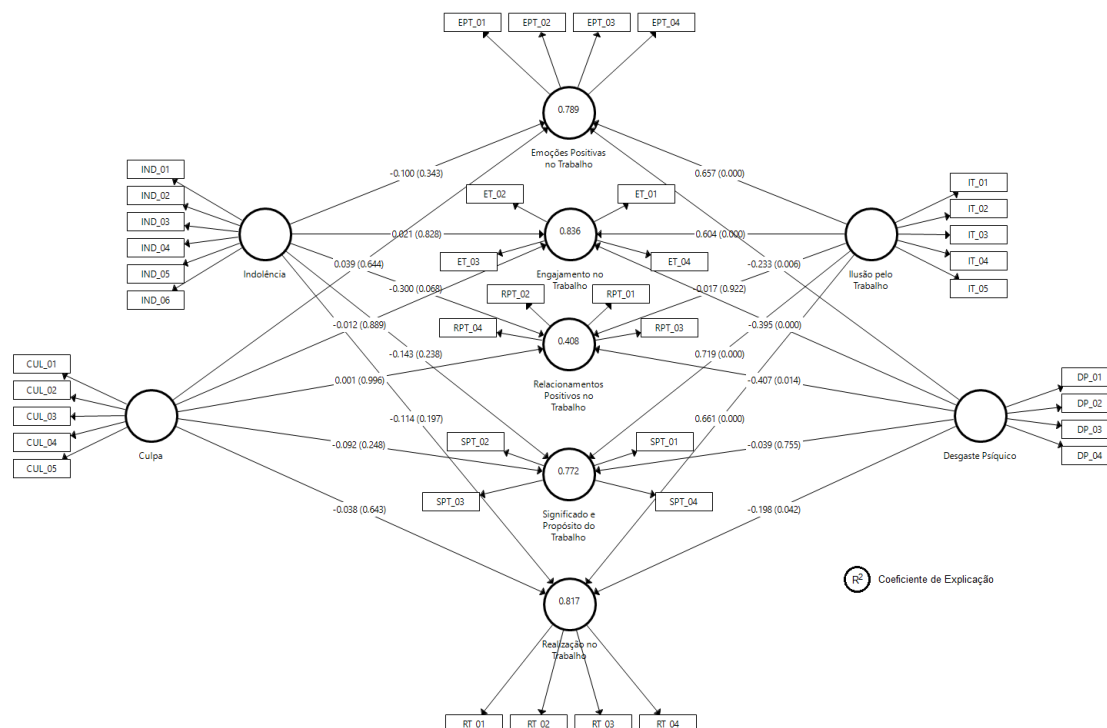 EPT_01 EPT_02 EPT_03 EPT_04
0.789
Emoções Positivas
no Trabalho
IND_01
IND_02
IND_03
IND_04
IND_05
IND_06
Indolência
-0.100 (0.343)
0.657 (0.000)
IT_01
IT_02
IT_03
IT_04
IT_05
Ilusão pelo
Trabalho
ET_02 ET_01
0.836
ET_03 ET_04
Engajamento no
Trabalho
0.021 (0.828)
0.604 (0.000)
0.039 (0.644)
-0.233 (0.006)
-0.300 (0.068)
-0.017 (0.922)
RPT_02 RPT_01
RPT_04 RPT_03
0.408
Relacionamentos
Positivos no
Trabalho
-0.012 (0.889)
-0.395 (0.000)
-0.143 (0.238)
0.719 (0.000)
0.001 (0.996)
-0.407 (0.014)
CUL_01
CUL_02
CUL_03
CUL_04
CUL_05
Culpa
DP_01
DP_02
DP_03
DP_04
Desgaste Psíquico
-0.114 (0.197)
0.661 (0.000)
-0.092 (0.248)
-0.039 (0.755)
SPT_02 SPT_01
0.772
SPT_03 SPT_04
Significado e
Propósito do
Trabalho
-0.038 (0.643)
-0.198 (0.042)
R² Coeficiente de Explicação
0.817
Realização no
Trabalho
RT_01 RT_02 RT_03 RT_04